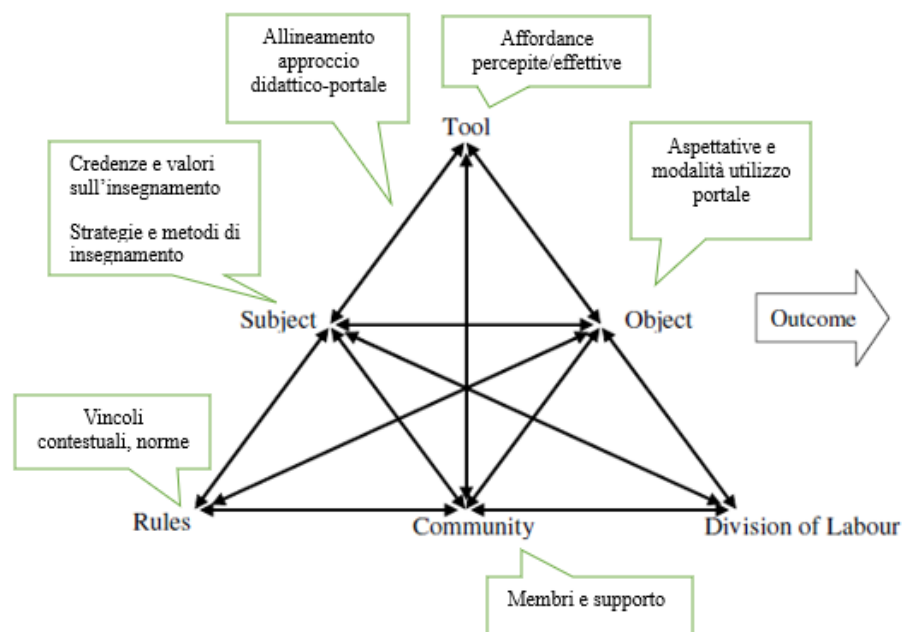 Allineamento
approccio
didattico-portale
Affordance
percepite/effettive
Tool
Aspettative e
modalità utilizzo
portale
Credenze e valori
sull'insegnamento
Strategie e metodi di
insegnamento
Subject
Object
Outcome
Vincoli
contestuali, norme
Rules
Community
Division of Labour
Membri e supporto